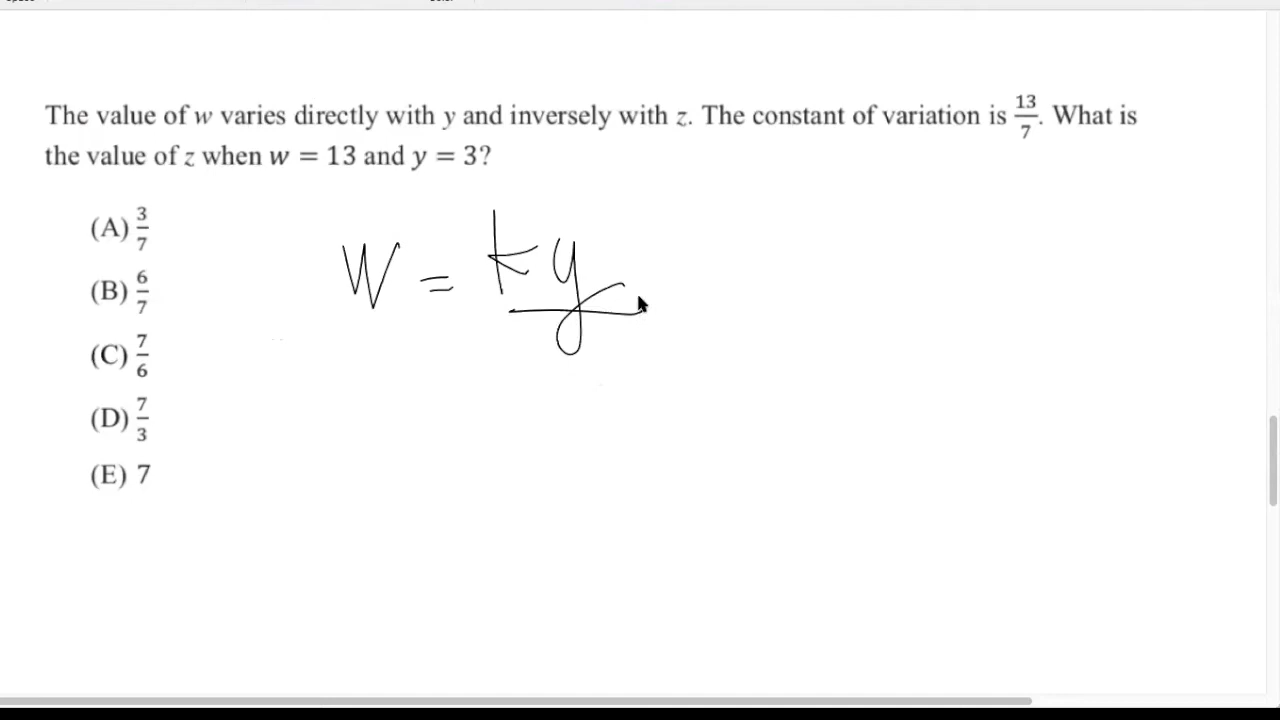 The value of w varies directly with y and inversely with z. The constant of variation is 13/7. What is
the value of z when w = 13 and y = 3?
(A) 3/7
(B) 6/7
(C) 7/6
(D) 7/3
(E) 7
W = ky